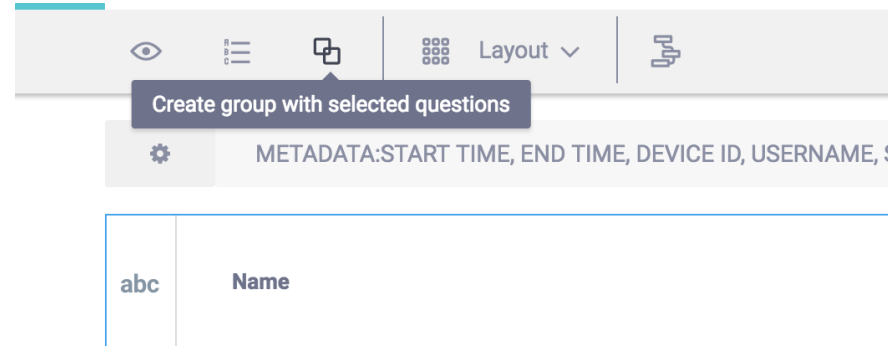 Layout
Create group with selected questions
METADATA:START TIME, END TIME, DEVICE ID, USERNAME,
abc
Name